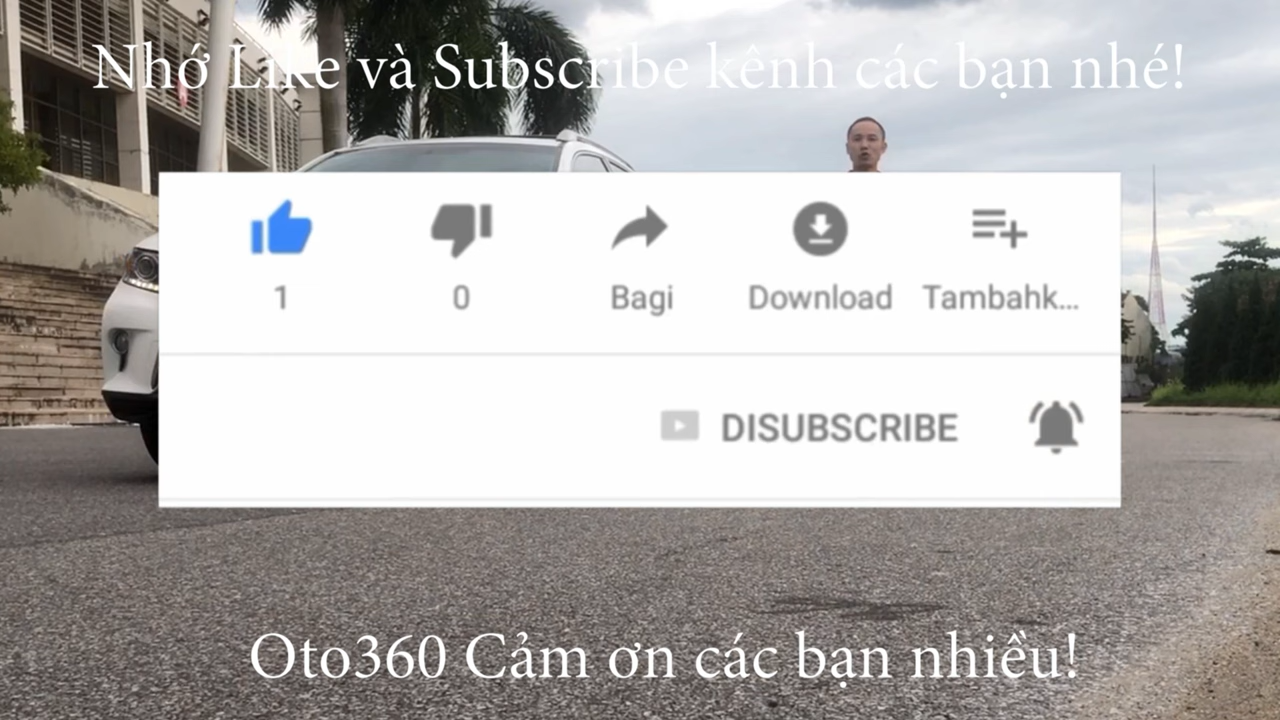 Nhớ Like và Subscribe kênh các bạn nhé!
1 0 Bagi Download Tambahk...
DISUBSCRIBE
Oto360 Cảm ơn các bạn nhiều!